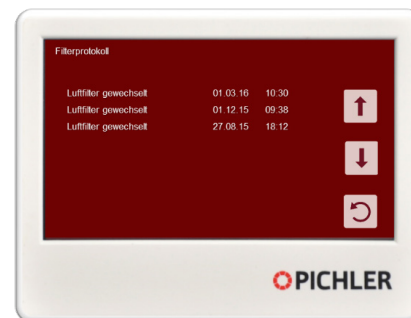 Filterprotokoll
Luftfilter gewechselt 01.03.16 10:30
Luftfilter gewechselt 01.12.15 09:38
Luftfilter gewechselt 27.08.15 18:12
PICHLER